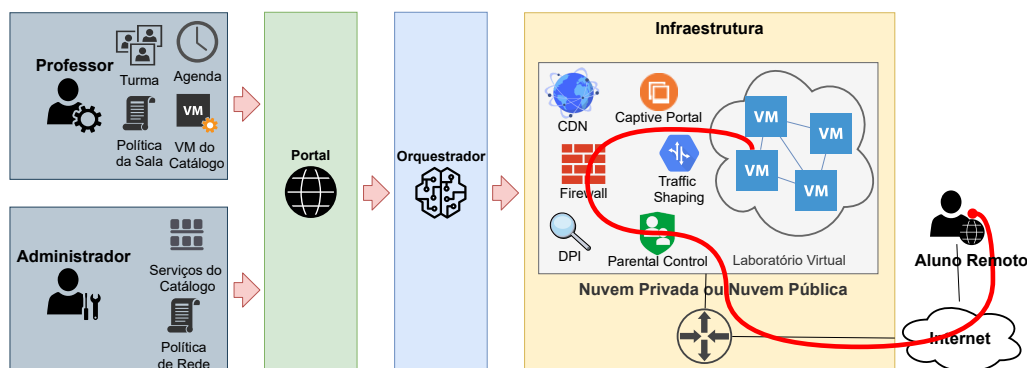 Professor
Turma
Agenda
Política
da Sala
VM
VM do
Catálogo
Administrador
Serviços do
Catálogo
Política
de Rede
Portal
Orquestrador
Infraestrutura
CDN
Captive Portal
Firewall
Traffic
Shaping
DPI
Parental Control
VM
VM
VM
VM
Laboratório Virtual
Nuvem Privada ou Nuvem Pública
Aluno Remoto
Internet